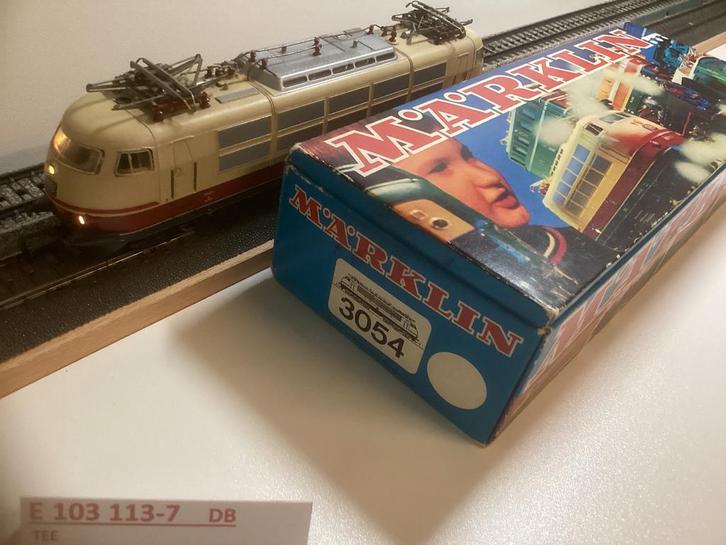 MÄRKLIN
MÄRKLIN
3054
E 103 113-7 DB
TEE